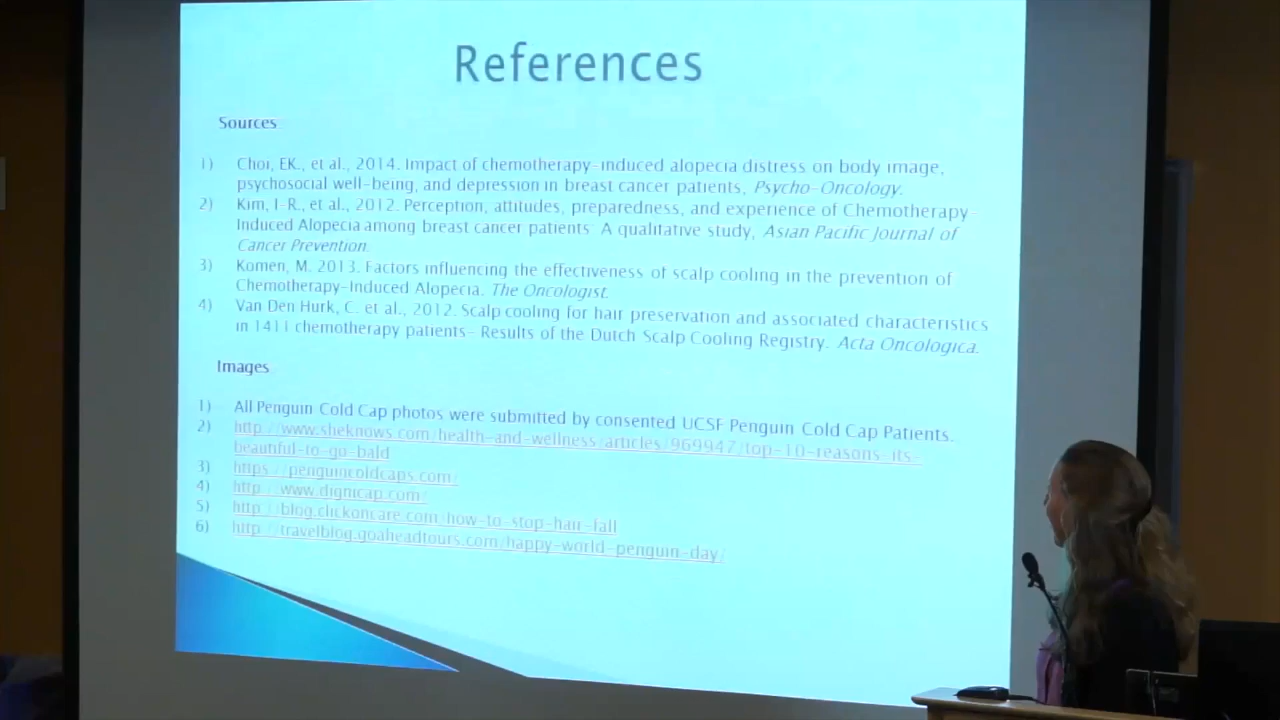 References
Sources
1) Choi, EK., et al., 2014. Impact of chemotherapy-induced alopecia distress on body image,
psychosocial well-being, and depression in breast cancer patients, Psycho-Oncology.
2) Kim, I-R., et al., 2012. Perception, attitudes, preparedness, and experience of Chemotherapy-
Induced Alopecia among breast cancer patients: A qualitative study, Asian Pacific Journal of
Cancer Prevention.
3) Komen, M. 2013. Factors influencing the effectiveness of scalp cooling in the prevention of
Chemotherapy-Induced Alopecia. The Oncologist.
4) Van Den Hurk, C. et al., 2012. Scalp cooling for hair preservation and associated characteristics
in 1411 chemotherapy patients- Results of the Dutch Scalp Cooling Registry. Acta Oncologica.
Images
1) All Penguin Cold Cap photos were submitted by consented UCSF Penguin Cold Cap Patients.
2) http://www.sheknows.com/health-and-wellness/articles/969947/top-10-reasons-its-
beautiful-to-go-bald
3) https://penguincoldcaps.com/
4) http://www.dignicap.com/
5) http://blog.clickoncare.com/how-to-stop-hair-fall
6) http://travelblog.goaheadtours.com/happy-world-penguin-day/